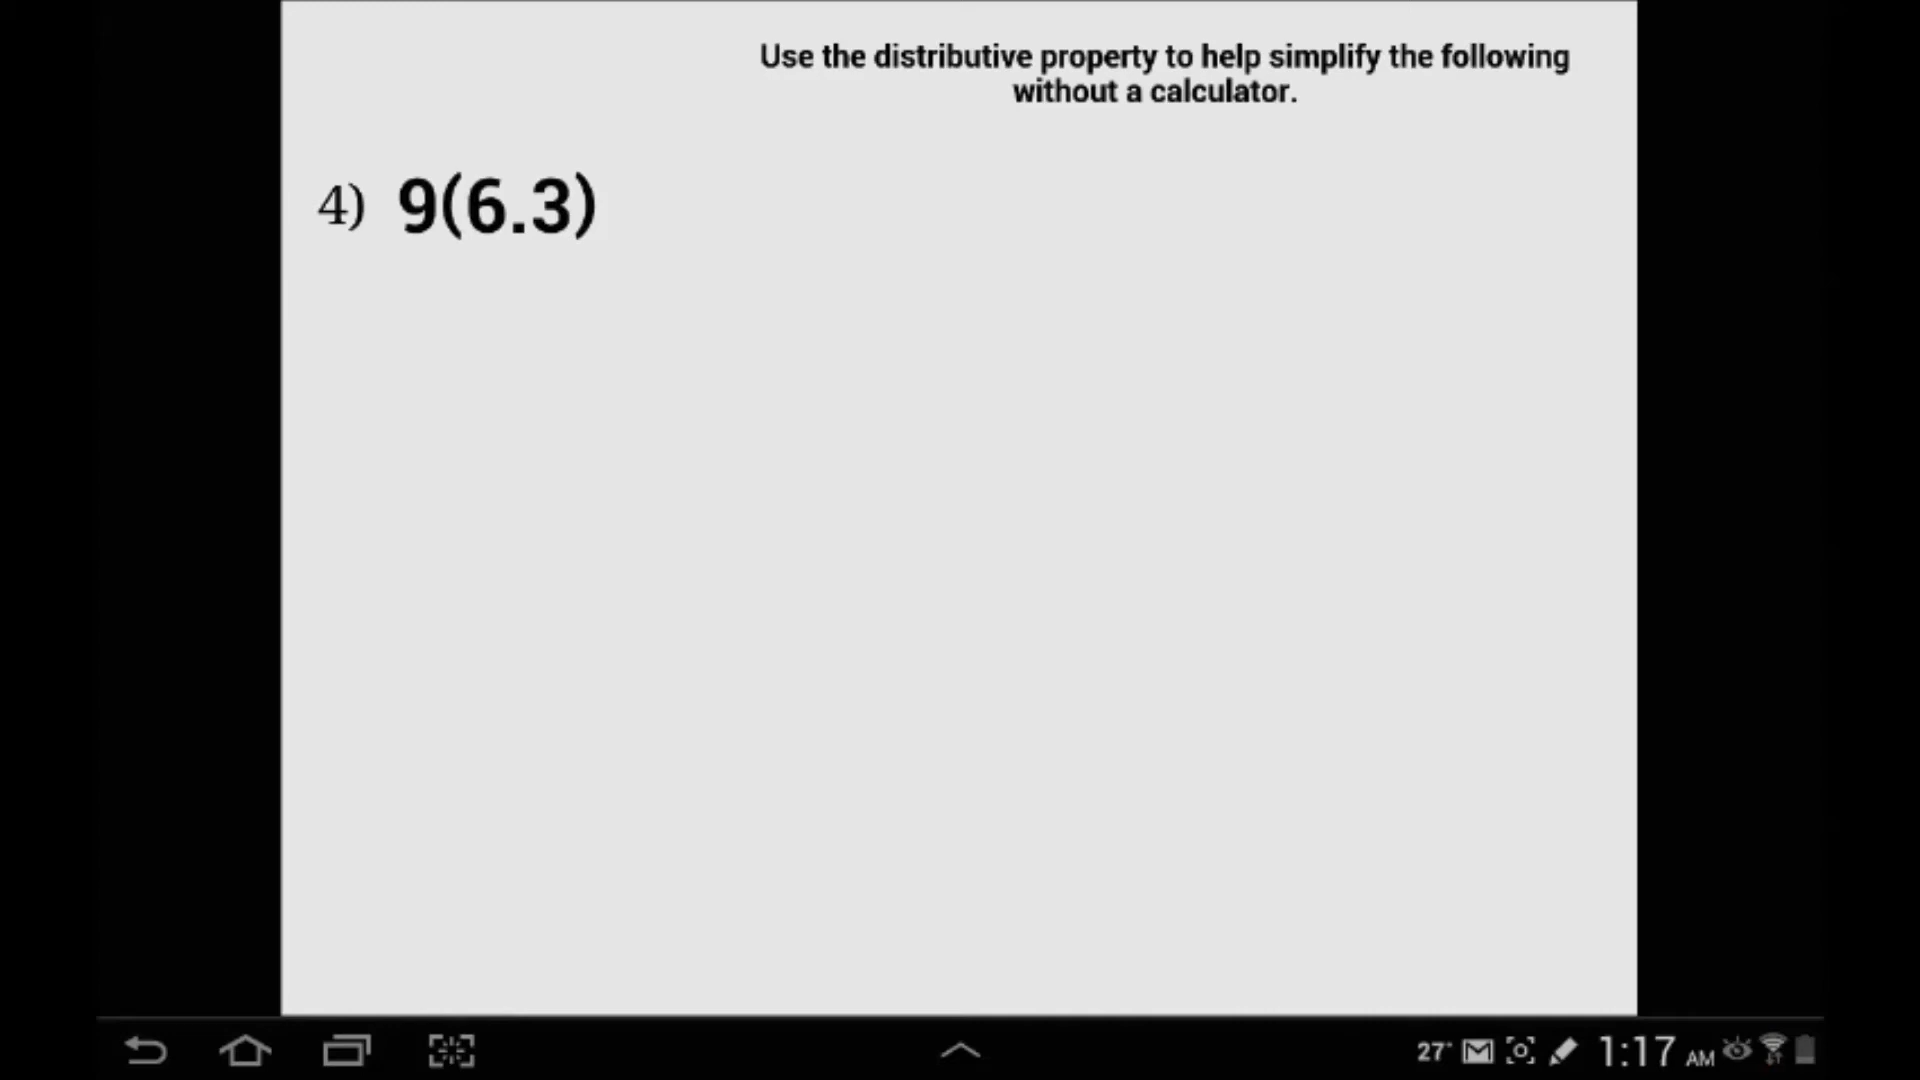 Use the distributive property to help simplify the following
without a calculator.
4) 9(6.3)
27° 1:17 AM